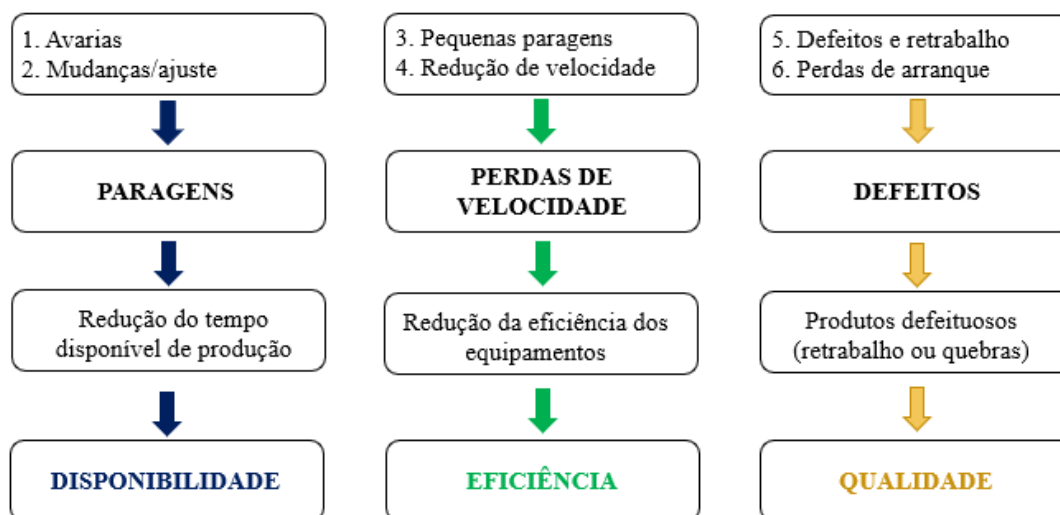 1. Avarias
2. Mudanças/ajuste
3. Pequenas paragens
4. Redução de velocidade
5. Defeitos e retrabalho
6. Perdas de arranque
PARAGENS
PERDAS DE
VELOCIDADE
DEFEITOS
Redução do tempo
disponível de produção
Redução da eficiência dos
equipamentos
Produtos defeituosos
(retrabalho ou quebras)
DISPONIBILIDADE
EFICIÊNCIA
QUALIDADE